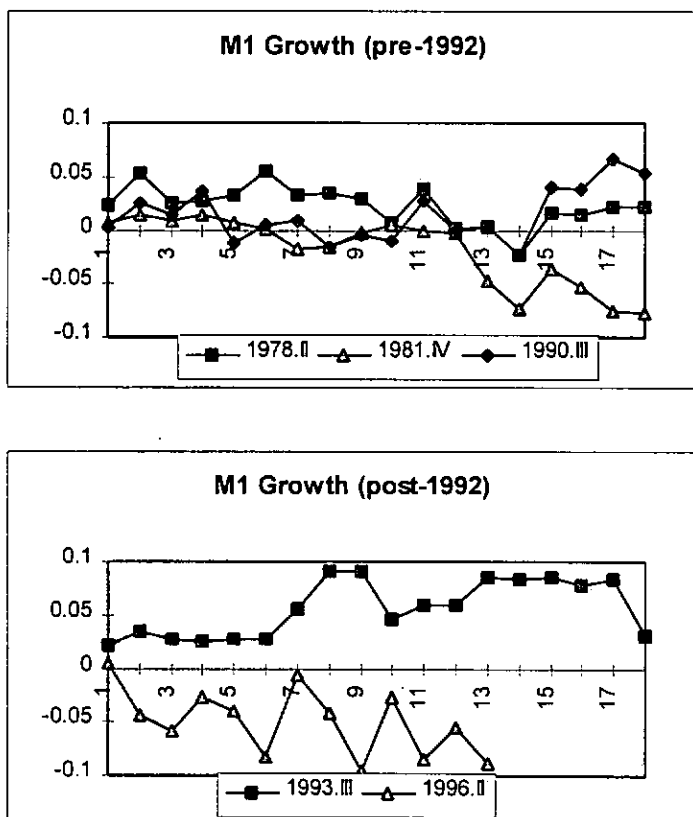 M1 Growth (pre-1992)
0.1
0.05
0
-0.05
-0.1
1 3 5 7 9 11 13 15 17
1978.II 1981.IV 1990.III
M1 Growth (post-1992)
0.1
0.05
0
-0.05
-0.1
1 3 5 7 9 11 13 15 17
1993.III 1996.II